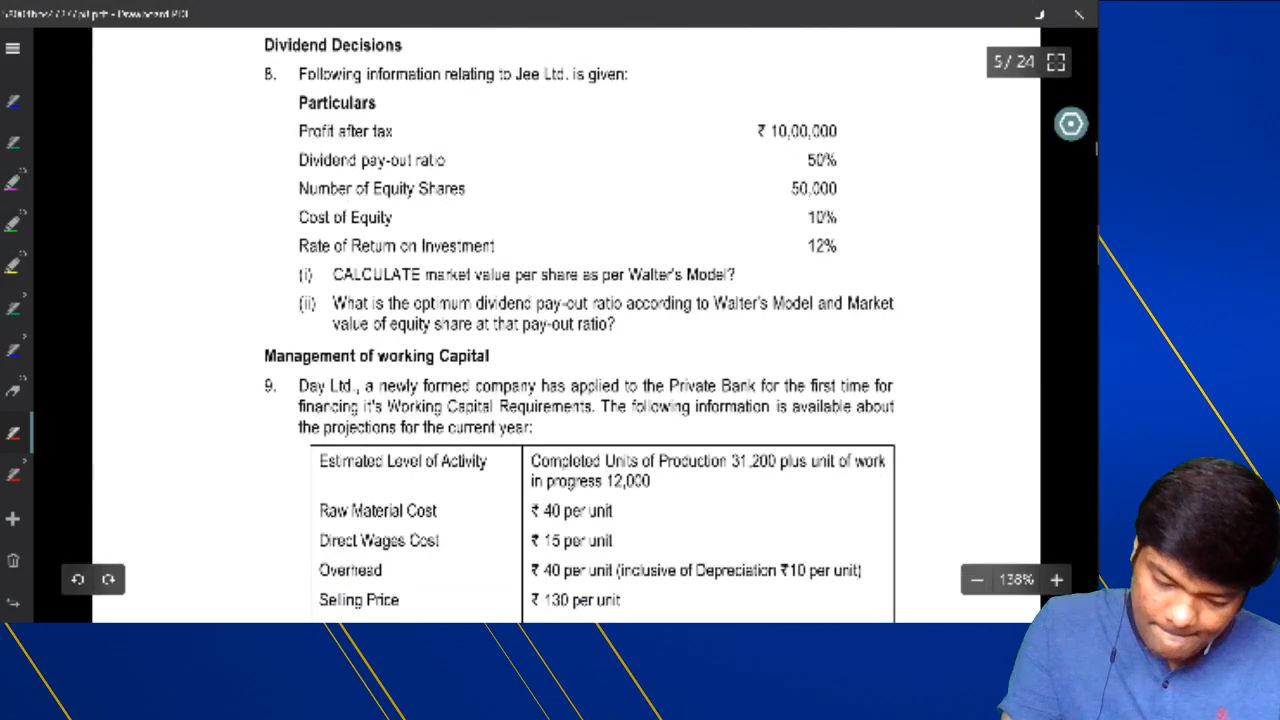 Dividend Decisions
5 / 24
8. Following information relating to Jee Ltd. is given:
Particulars
Profit after tax ₹ 10,00,000
Dividend pay-out ratio 50%
Number of Equity Shares 50,000
Cost of Equity 10%
Rate of Return on Investment 12%
(i) CALCULATE market value per share as per Walter's Model?
(ii) What is the optimum dividend pay-out ratio according to Walter's Model and Market
value of equity share at that pay-out ratio?
Management of working Capital
9. Day Ltd., a newly formed company has applied to the Private Bank for the first time for
financing it's Working Capital Requirements. The following information is available about
the projections for the current year:
Estimated Level of Activity Completed Units of Production 31,200 plus unit of work
in progress 12,000
Raw Material Cost ₹ 40 per unit
Direct Wages Cost ₹ 15 per unit
Overhead ₹ 40 per unit (inclusive of Depreciation ₹10 per unit)
Selling Price ₹ 130 per unit
138%